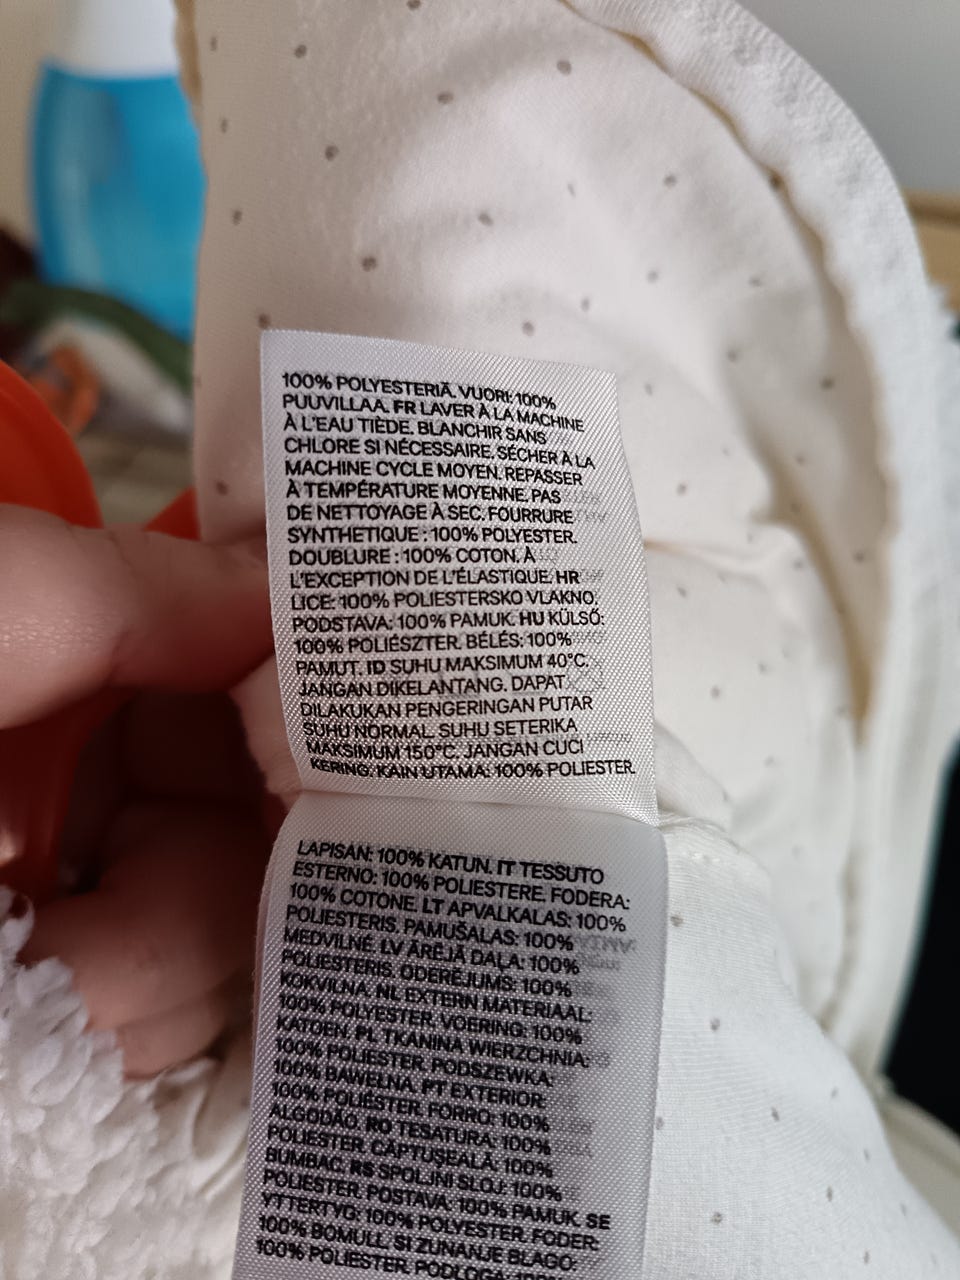 100% POLYESTERIÄ. VUORI: 100%
PUUVILLAA. FR LAVER À LA MACHINE
À L'EAU TIÈDE. BLANCHIR SANS
CHLORE SI NÉCESSAIRE. SÉCHER À LA
MACHINE CYCLE MOYEN. REPASSER
À TEMPÉRATURE MOYENNE. PAS
DE NETTOYAGE À SEC. FOURRURE
SYNTHETIQUE : 100% POLYESTER.
DOUBLURE : 100% COTON. À
L'EXCEPTION DE L'ÉLASTIQUE. HR
LICE: 100% POLIESTERSKO VLAKNO.
PODSTAVA: 100% PAMUK. HU KÜLSŐ:
100% POLIÉSZTER. BÉLÉS: 100%
PAMUT. ID SUHU MAKSIMUM 40°C.
JANGAN DIKELANTANG. DAPAT
DILAKUKAN PENGERINGAN PUTAR
SUHU NORMAL. SUHU SETERIKA
MAKSIMUM 150°C. JANGAN CUCI
KERING. KAIN UTAMA: 100% POLIESTER.
LAPISAN: 100% KATUN. IT TESSUTO
ESTERNO: 100% POLIESTERE. FODERA:
100% COTONE. LT APVALKALAS: 100%
POLIESTERIS. PAMUŠALAS: 100%
MEDVILNĖ. LV ĀRĒJĀ DAĻA: 100%
POLIESTERIS. ODERĒJUMS: 100%
KOKVILNA. NL EXTERN MATERIAAL:
100% POLYESTER. VOERING: 100%
KATOEN. PL TKANINA WIERZCHNIA:
100% POLIESTER. PODSZEWKA:
100% BAWEŁNA. PT EXTERIOR:
100% POLIÉSTER. FORRO: 100%
ALGODÃO. RO TESATURA: 100%
POLIESTER. CĂPTUŞEALĂ: 100%
BUMBAC. RS SPOLJNI SLOJ: 100%
POLIESTER. POSTAVA: 100% PAMUK. SE
YTTERTYG: 100% POLYESTER. FODER:
100% BOMULL. SI ZUNANJE BLAGO:
100% POLIESTER. PODLOGA: 100%